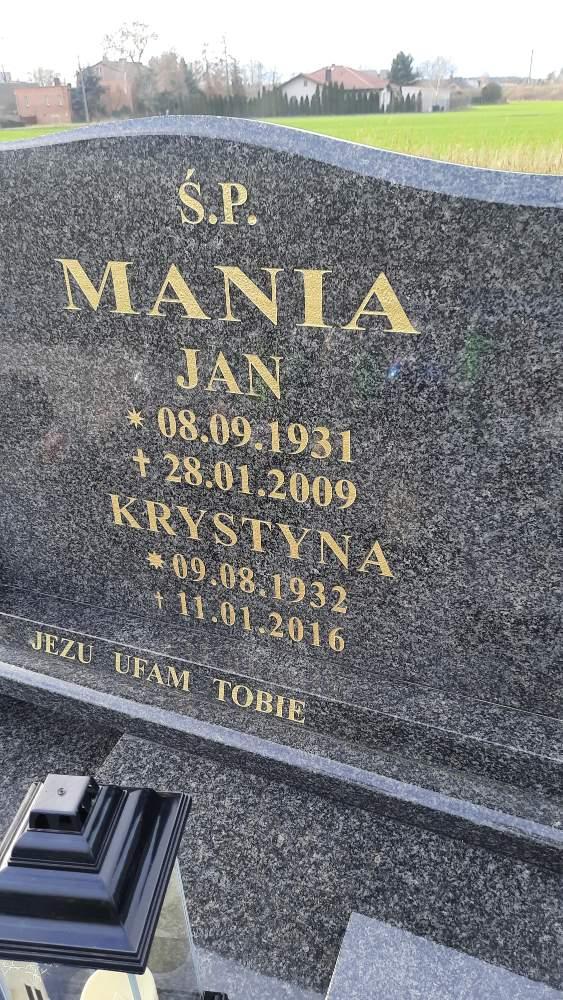 Ś.P.
MANIA
JAN
* 08.09.1931
† 28.01.2009
KRYSTYNA
* 09.08.1932
† 11.01.2016
JEZU UFAM TOBIE